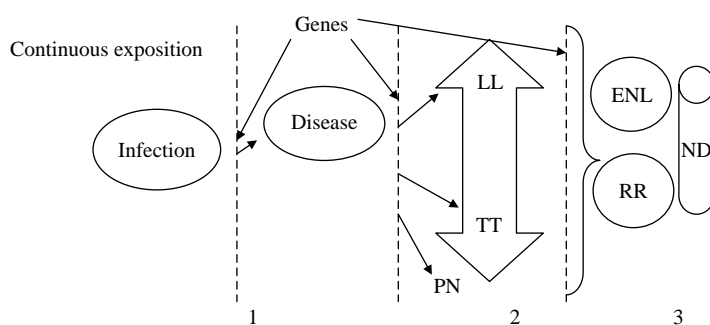 Genes
Continuous exposition
LL
ENL
Disease
Infection
ND
RR
TT
PN
1
2
3